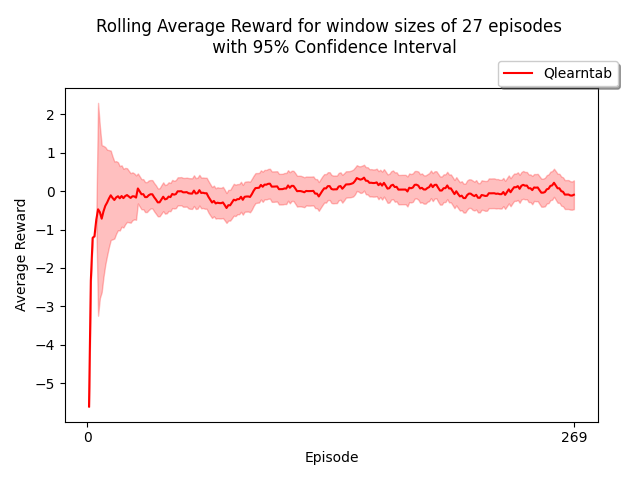 Rolling Average Reward for window sizes of 27 episodes
with 95% Confidence Interval
Qlearntab
2
1
0
−1
−2
−3
−4
−5
Average Reward
0
269
Episode